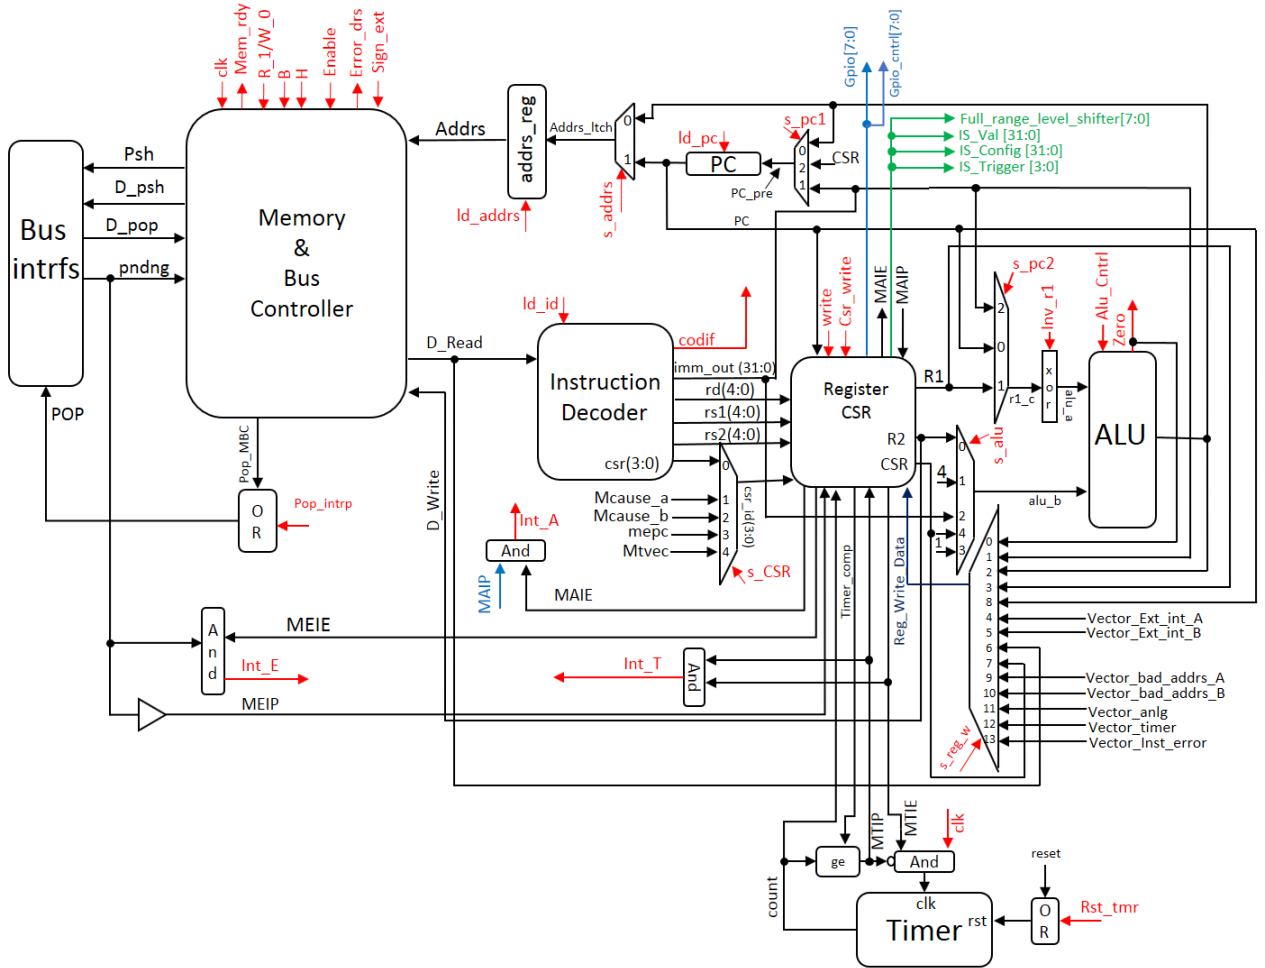 clk
Mem_rdy
R_1/W_0
B
H
Enable
Error_drs
Sign_ext
Gpio[7:0]
Gpio_cntrl[7:0]
Bus
intrfs
Psh
D_psh
D_pop
pndng
POP
Memory
&
Bus
Controller
Addrs
addrs_reg
ld_addrs
Addrs_ltch
0
1
s_addrs
ld_pc
PC
PC_pre
s_pc1
0
2
1
CSR
PC
Full_range_level_shifter[7:0]
IS_Val [31:0]
IS_Config [31:0]
IS_Trigger [3:0]
D_Read
D_Write
Pop_MBC
O
R
Pop_intrp
ld_id
Instruction
Decoder
codif
imm_out (31:0)
rd(4:0)
rs1(4:0)
rs2(4:0)
csr(3:0)
Mcause_a
Mcause_b
mepc
Mtvec
0
1
2
3
4
csr_id(3:0)
s_CSR
write
Csr_write
MAIE
MAIP
Register
CSR
R1
R2
CSR
s_pc2
2
0
1
r1_c
Inv_r1
x
o
r
alu_a
Alu_Cntrl
Zero
ALU
s_alu
0
4
1
2
4
1
3
alu_b
Int_A
And
MAIP
MAIE
A
n
d
MEIE
Int_E
MEIP
Int_T
And
Timer_comp
Reg_Write_Data
0
1
2
3
8
4
5
6
7
9
10
11
12
13
s_reg_w
Vector_Ext_int_A
Vector_Ext_int_B
Vector_bad_addrs_A
Vector_bad_addrs_B
Vector_anlg
Vector_timer
Vector_Inst_error
count
ge
MTIP
MTIE
clk
And
clk
Timer
rst
reset
O
R
Rst_tmr